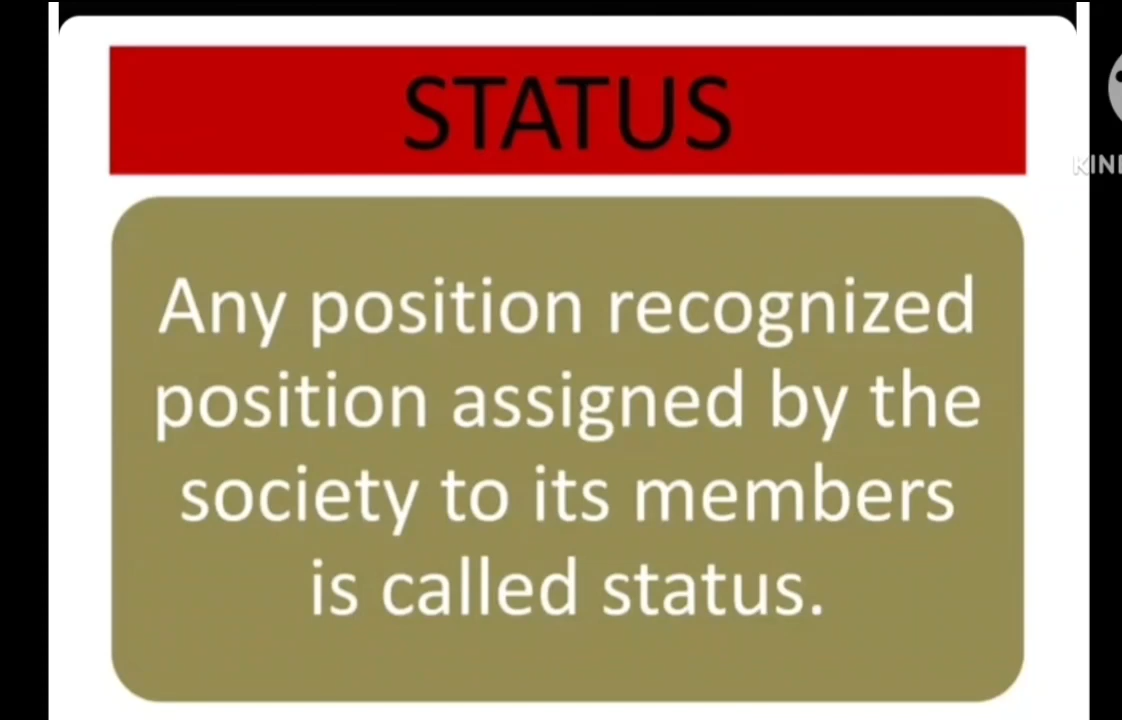 STATUS
Any position recognized
position assigned by the
society to its members
is called status.